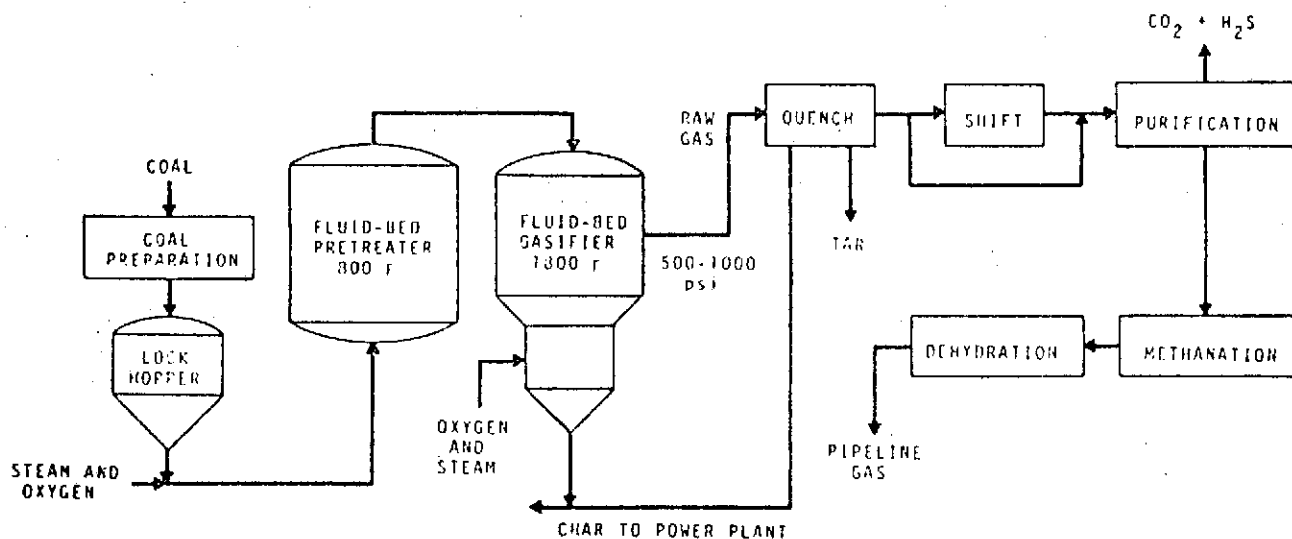 COAL
COAL
PREPARATION
LOCK
HOPPER
STEAM AND
OXYGEN
FLUID-BED
PRETREATER
800 F
FLUID-BED
GASIFIER
1800 F
OXYGEN
AND
STEAM
CHAR TO POWER PLANT
RAW
GAS
500-1000
psi
QUENCH
TAR
SHIFT
CO2 + H2S
PURIFICATION
METHANATION
DEHYDRATION
PIPELINE
GAS